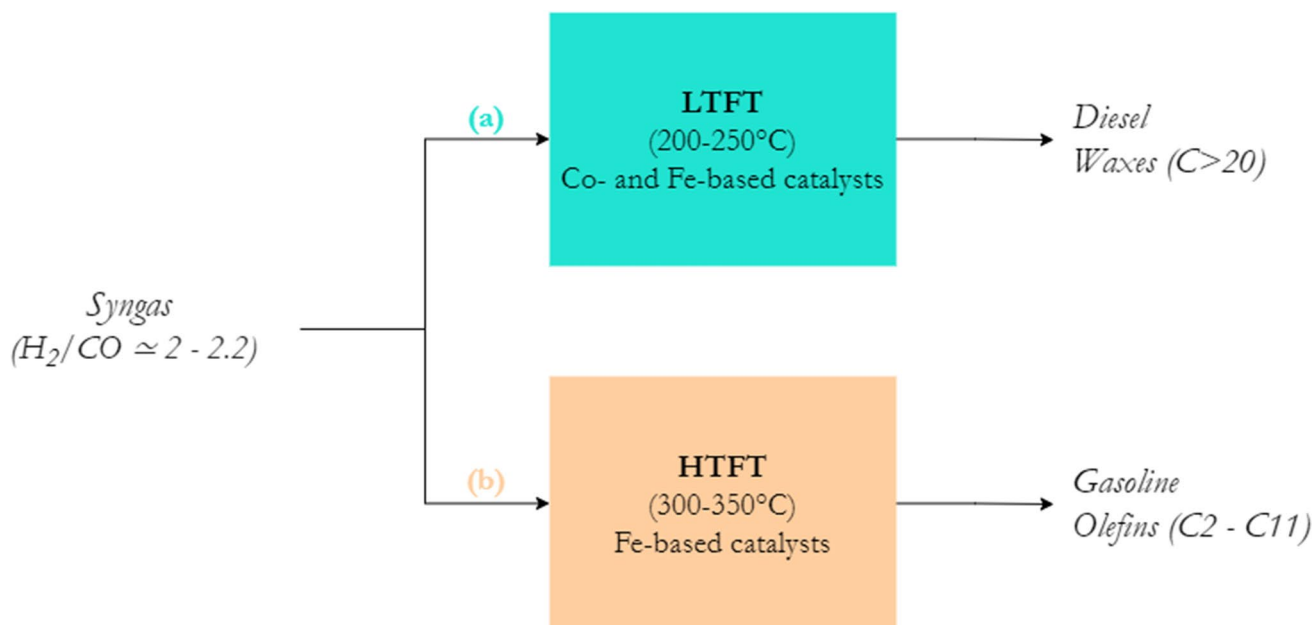 Syngas
(H₂/CO ≃ 2 - 2.2)
(a)
LTFT
(200-250°C)
Co- and Fe-based catalysts
Diesel
Waxes (C>20)
(b)
HTFT
(300-350°C)
Fe-based catalysts
Gasoline
Olefins (C2 - C11)